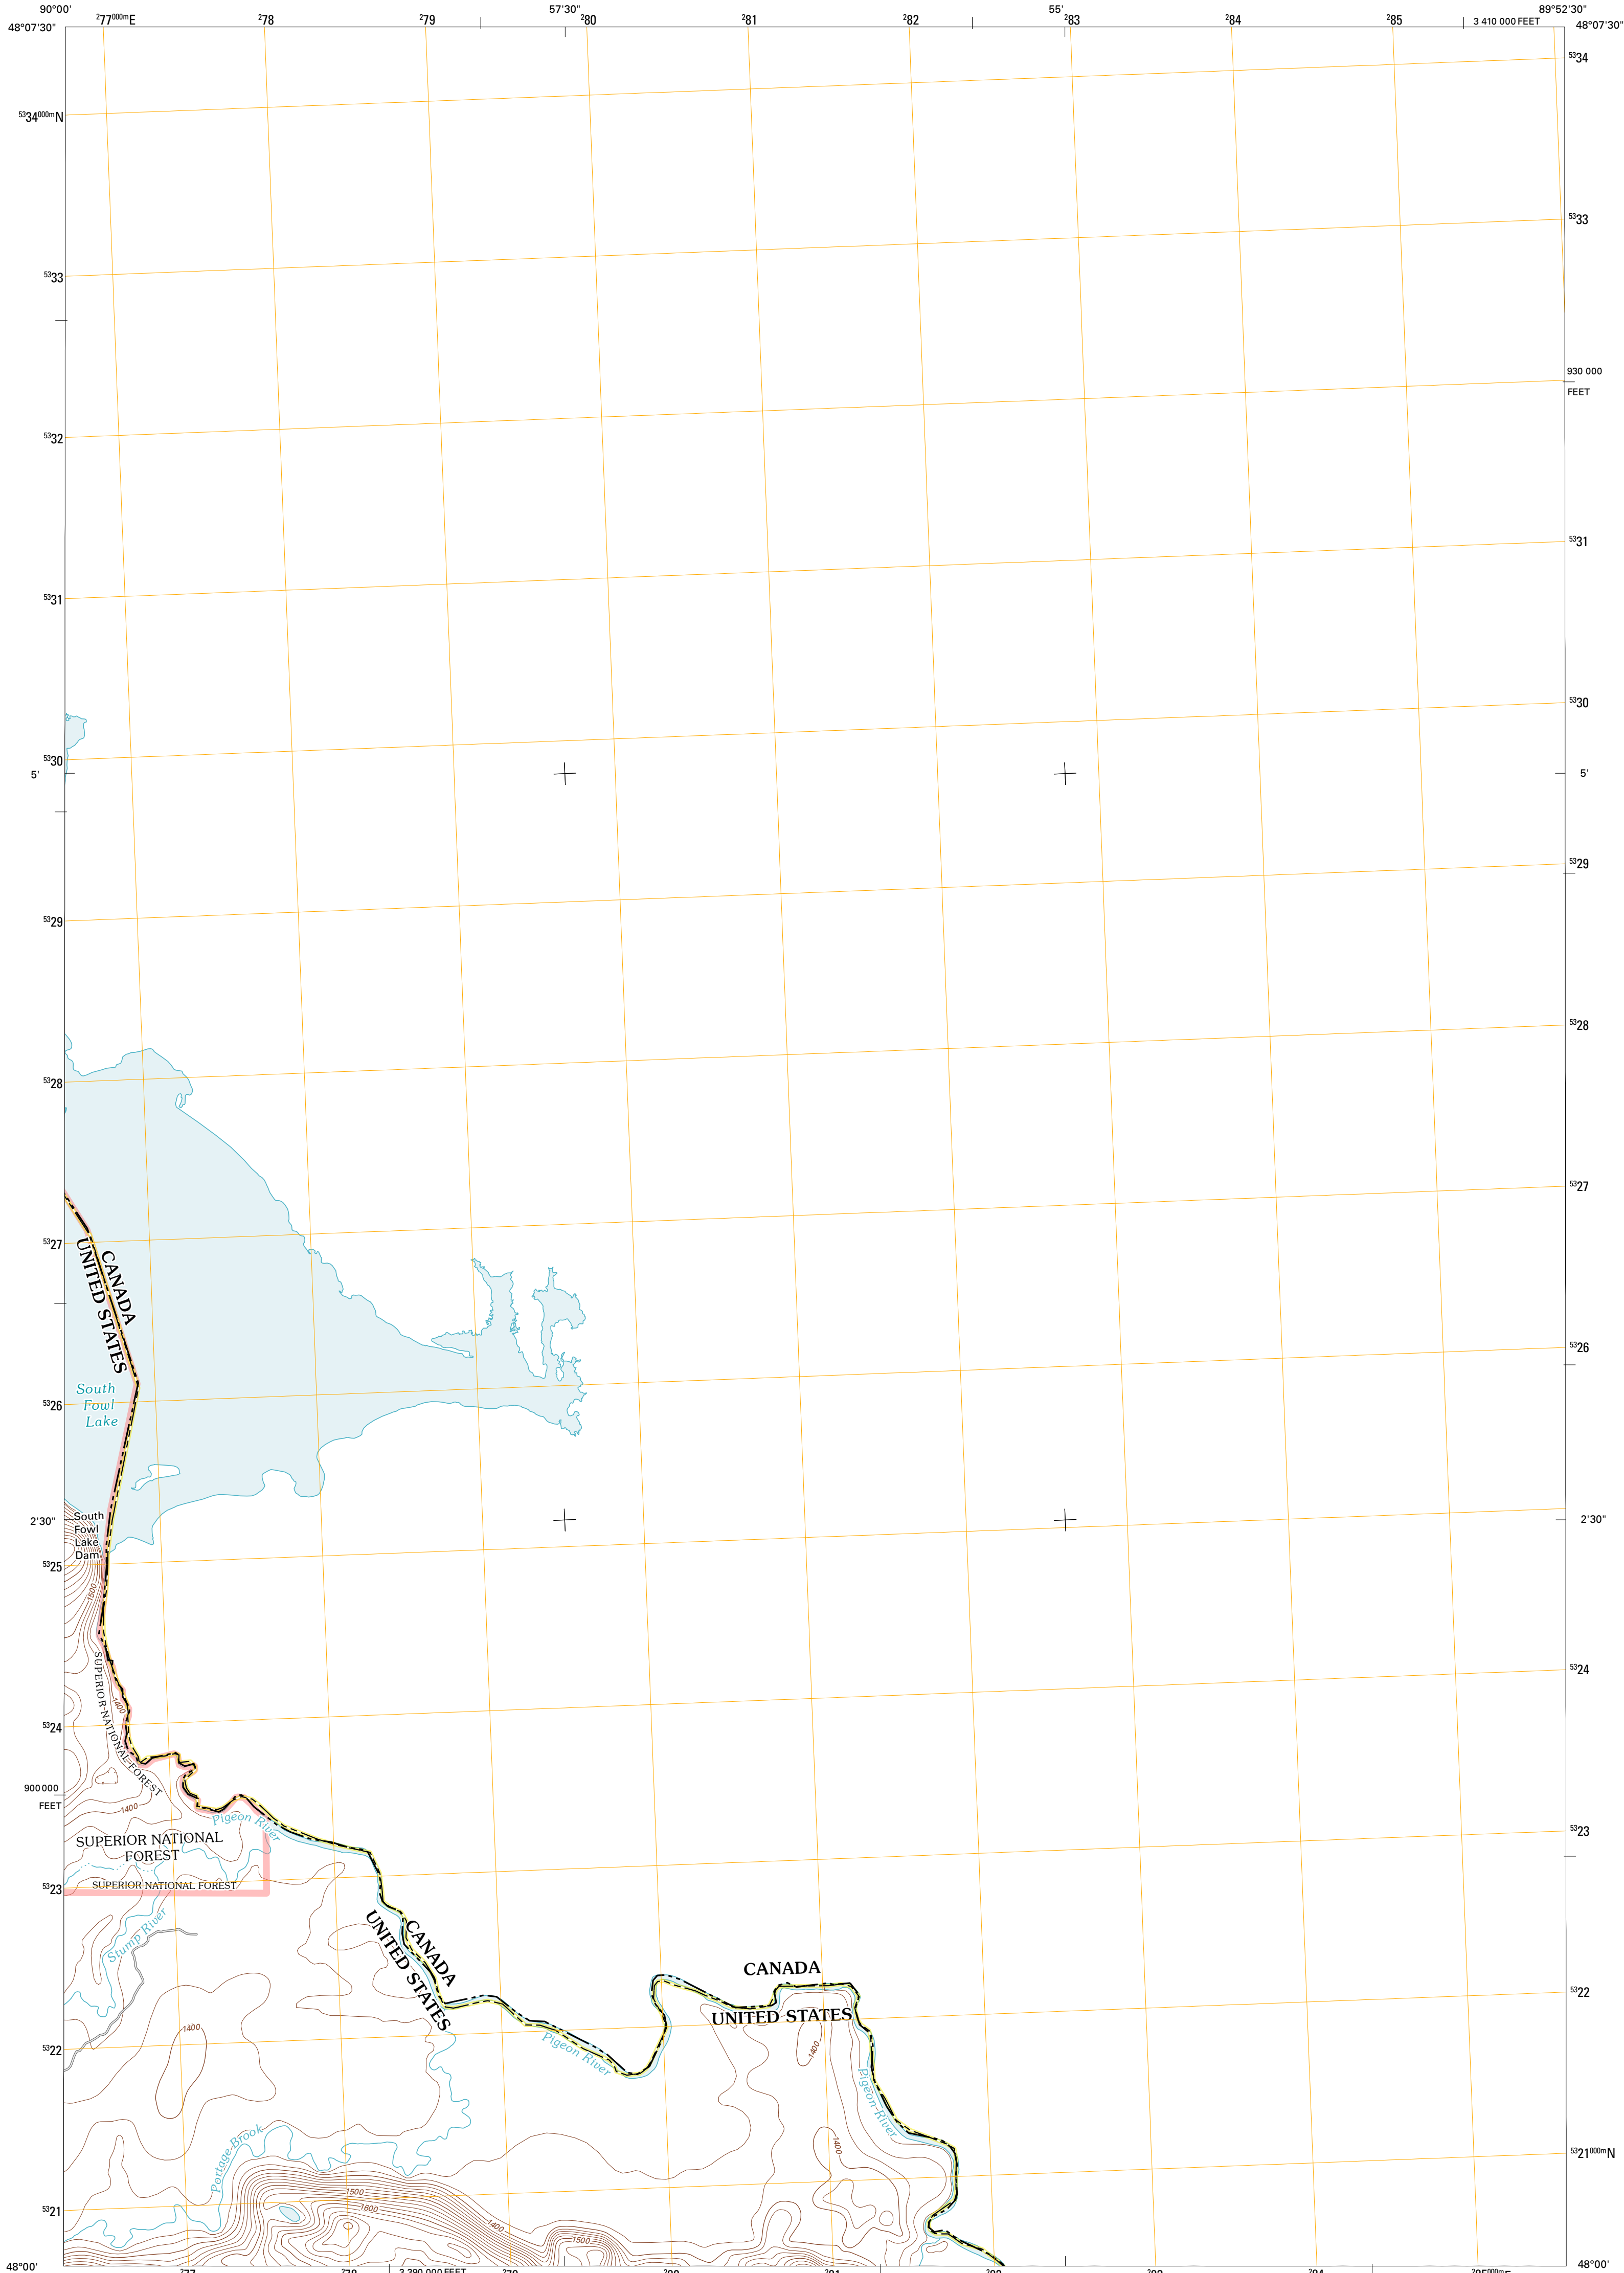 90°00'
57'30"
55'
89°52'30"
277000mE
278
279
280
281
282
283
284
285
3 410 000 FEET
48°07'30"
48°07'30"
5334
5334000mN
5333
5333
930 000
FEET
5332
5331
5331
5330
5330
5'
5'
5329
5329
5328
5328
5327
5327
CANADA
UNITED STATES
5326
5326
South
Fowl
Lake
South
Fowl
Lake
Dam
2'30"
2'30"
5325
1500
SUPERIOR NATIONAL FOREST
1400
5324
5324
900 000
FEET
1400
Pigeon River
SUPERIOR NATIONAL
FOREST
5323
5323
SUPERIOR NATIONAL FOREST
Stump River
CANADA
UNITED STATES
CANADA
UNITED STATES
5322
5322
1400
1400
Pigeon River
Pigeon River
Portage Brook
1400
5321000mN
5321
1500
1600
1400
1500
48°00'
48°00'
3 390 000 FEET